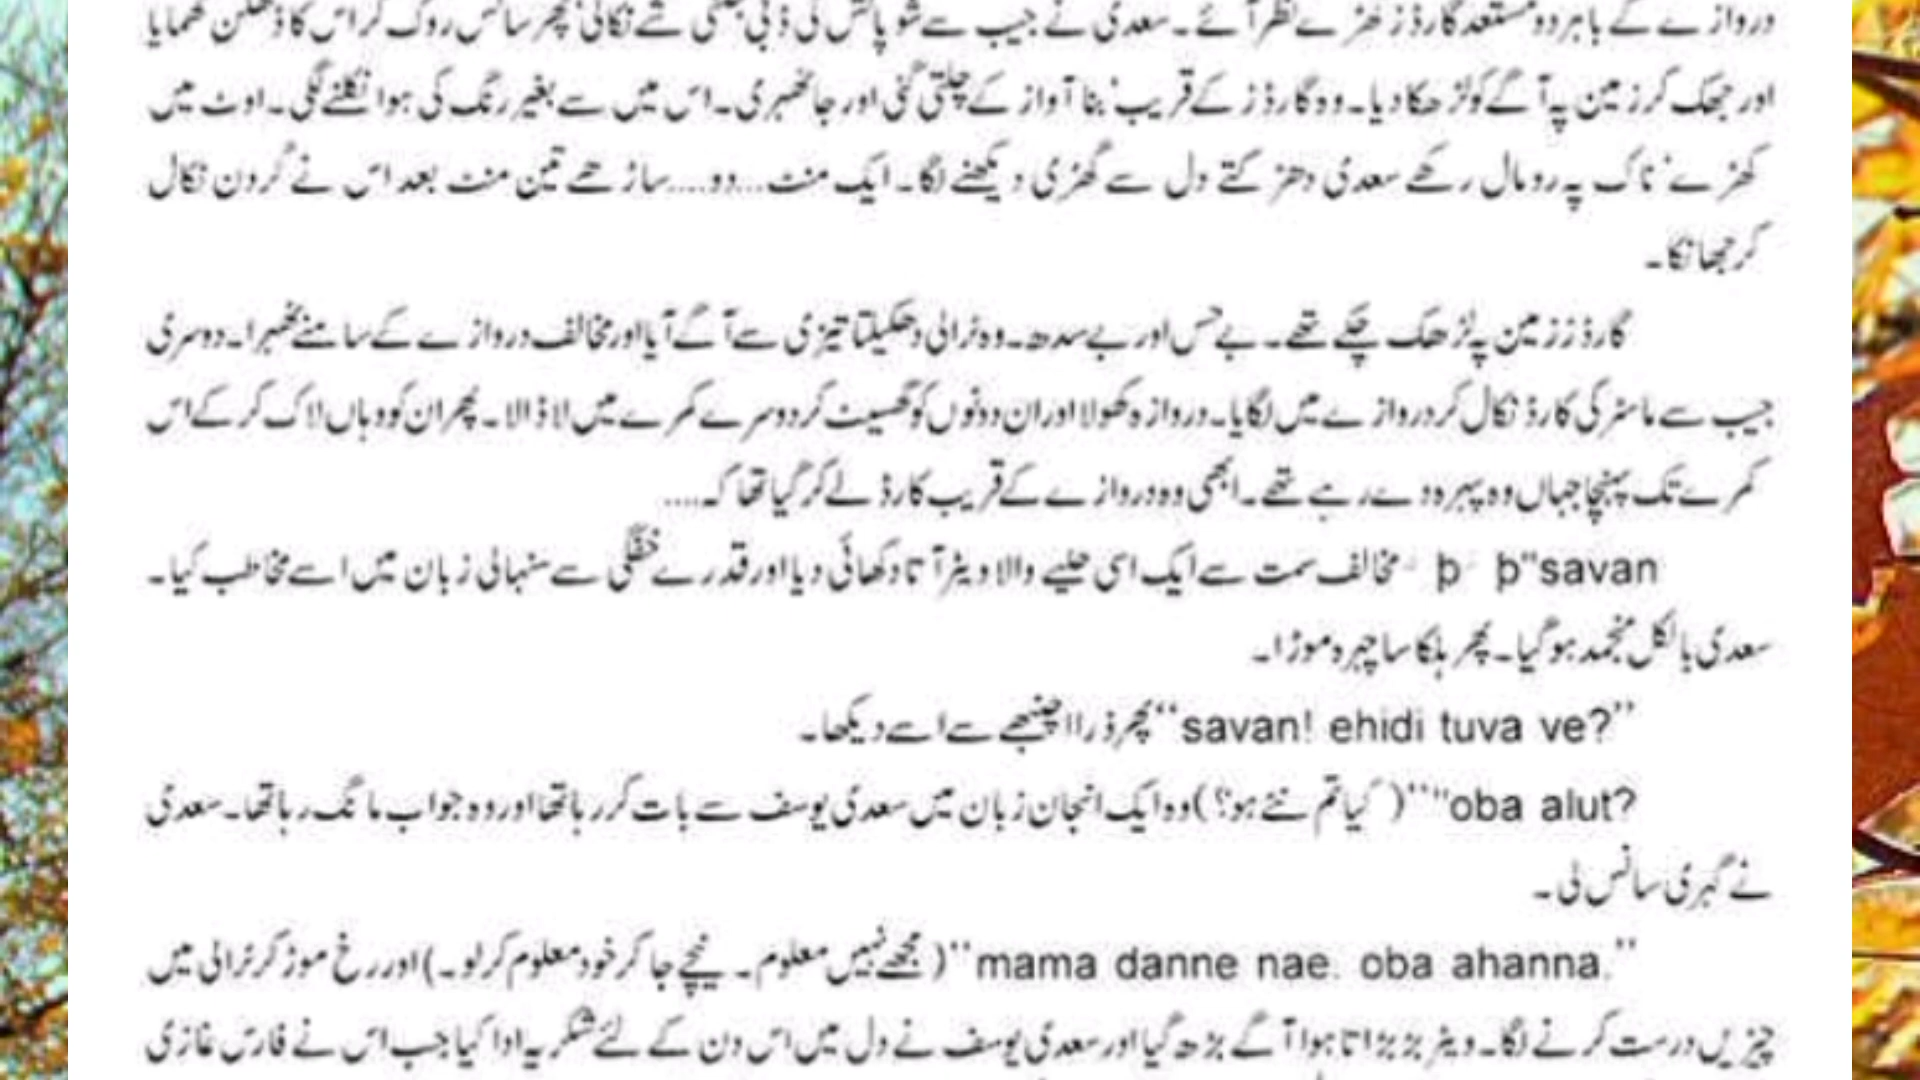 دروازے کے باہر دو مستعد گارڈز کھڑے نظر آئے۔ سعدی نے جیب سے شو پالش کی ڈبی جتنی شے نکالی' پھر سانس روک کر اس کا ڈھکن گھمایا
اور جھک کر زمین پہ آگے کو لڑھکا دیا۔ وہ گارڈز کے قریب' بنا آواز کے چلتی گئی اور جا ٹھہری۔ اس میں سے بغیر رنگ کی ہوا نکلنے لگی۔ اوٹ میں
کھڑے' ناک پہ رومال رکھے سعدی دھڑکتے دل سے گھڑی دیکھنے لگا۔ ایک منٹ...دو....ساڑھے تین منٹ بعد اس نے گردن نکال
کر جھانکا۔
گارڈز زمین پہ لڑھک چکے تھے۔ بے حس اور بے سدھ۔ وہ ٹرالی دھکیلتا تیزی سے آگے آیا اور مخالف دروازے کے سامنے ٹھہرا۔ دوسری
جیب سے ماسٹر کی کارڈ نکال کر دروازے میں لگایا۔ دروازہ کھولا اور ان دونوں کو گھسیٹ کر دوسرے کمرے میں لا ڈالا۔ پھر ان کو وہاں لاک کر کے اس
کمرے تک پہنچا جہاں وہ پہرہ دے رہے تھے۔ ابھی وہ دروازے کے قریب کارڈ لے کر گیا تھا کہ....
þ þ"savan مخالف سمت سے ایک اسی حلیے والا ویٹر آتا دکھائی دیا اور قدرے خفگی سے سنہالی زبان میں اسے مخاطب کیا۔
سعدی بالکل منجمد ہو گیا۔ پھر ہلکا سا چہرہ موڑا۔
’’savan! ehidi tuva ve?‘‘ پھر ذرا اچنبھے سے اسے دیکھا۔
"oba alut?‘‘ (کیا تم نئے ہو؟) وہ ایک انجان زبان میں سعدی یوسف سے بات کر رہا تھا اور وہ جواب مانگ رہا تھا۔ سعدی
نے گہری سانس لی۔
’’mama danne nae. oba ahanna.‘‘ (مجھے نہیں معلوم۔ نیچے جا کر خود معلوم کر لو۔) اور رخ موڑ کر ٹرالی میں
چیزیں درست کرنے لگا۔ ویٹر بڑبڑاتا ہوا آگے بڑھ گیا اور سعدی یوسف نے دل میں اس دن کے لئے شکریہ ادا کیا جب اس نے فارس غازی